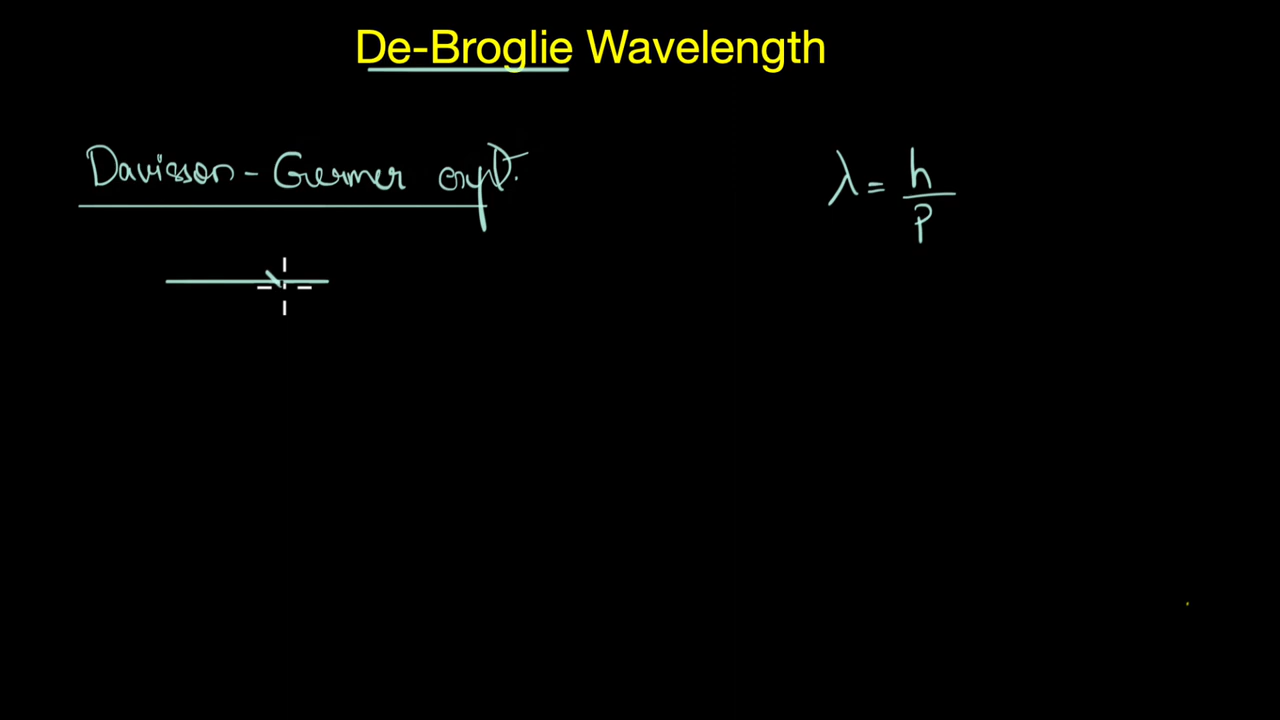 De-Broglie Wavelength
Davisson-Germer expt.
λ = h/P